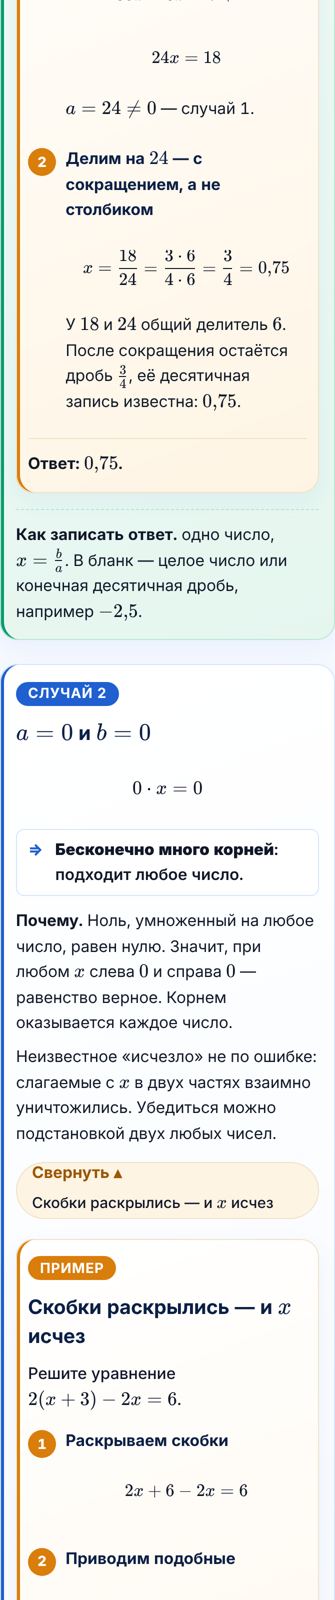 24x = 18
a = 24 ≠ 0 — случай 1.
2 Делим на 24 — с
сокращением, а не
столбиком
x = 18/24 = (3 · 6)/(4 · 6) = 3/4 = 0,75
У 18 и 24 общий делитель 6.
После сокращения остаётся
дробь 3/4, её десятичная
запись известна: 0,75.
Ответ: 0,75.
Как записать ответ. одно число,
x = b/a. В бланк — целое число или
конечная десятичная дробь,
например −2,5.
СЛУЧАЙ 2
a = 0 и b = 0
0 · x = 0
⇒ Бесконечно много корней:
подходит любое число.
Почему. Ноль, умноженный на любое
число, равен нулю. Значит, при
любом x слева 0 и справа 0 —
равенство верное. Корнем
оказывается каждое число.
Неизвестное «исчезло» не по ошибке:
слагаемые с x в двух частях взаимно
уничтожились. Убедиться можно
подстановкой двух любых чисел.
Свернуть ▴
Скобки раскрылись — и x исчез
ПРИМЕР
Скобки раскрылись — и x
исчез
Решите уравнение
2(x + 3) − 2x = 6.
1 Раскрываем скобки
2x + 6 − 2x = 6
2 Приводим подобные